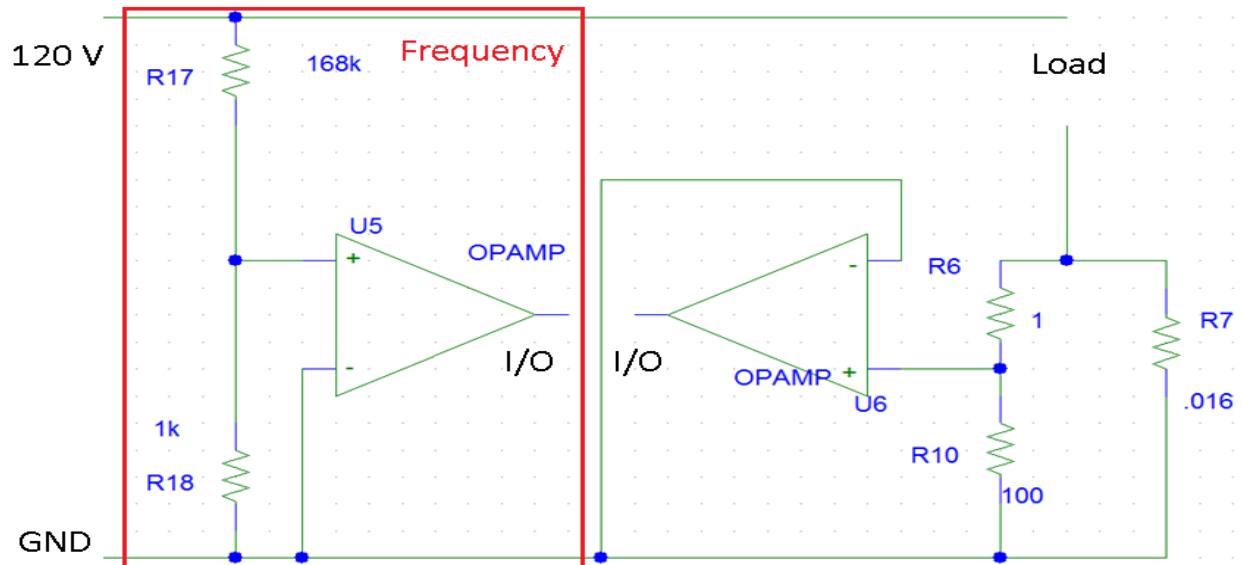 120 V
R17
168k
Frequency
Load
U5
+
OPAMP
-
I/O
I/O
-
OPAMP
+
U6
R6
1
R7
.016
1k
R18
R10
100
GND